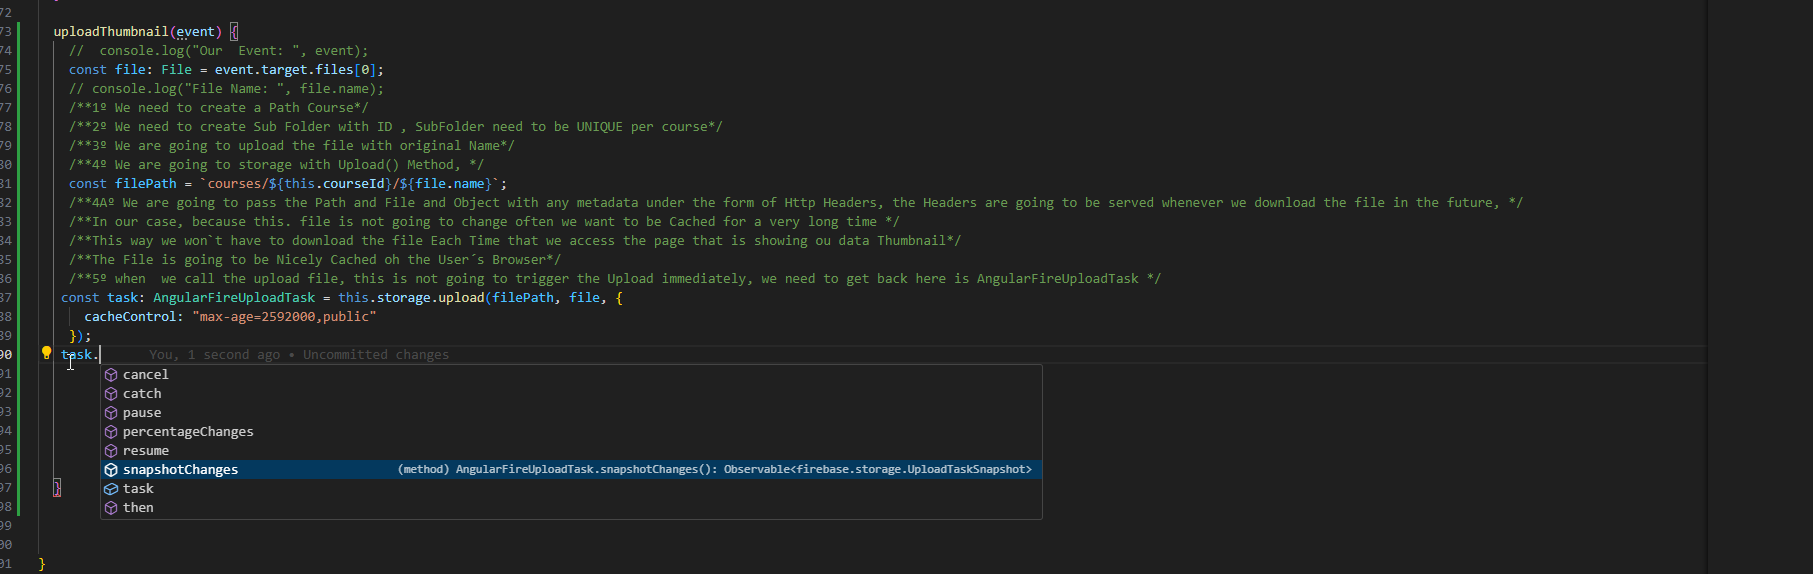 72
73 uploadThumbnail(event) {
74 //  console.log("Our  Event: ", event);
75 const file: File = event.target.files[0];
76 // console.log("File Name: ", file.name);
77 /**1º We need to create a Path Course*/
78 /**2º We need to create Sub Folder with ID , SubFolder need to be UNIQUE per course*/
79 /**3º We are going to upload the file with original Name*/
80 /**4º We are going to storage with Upload() Method, */
81 const filePath = `courses/${this.courseId}/${file.name}`;
82 /**4Aº We are going to pass the Path and File and Object with any metadata under the form of Http Headers, the Headers are going to be served whenever we download the file in the future, */
83 /**In our case, because this. file is not going to change often we want to be Cached for a very long time */
84 /**This way we won`t have to download the file Each Time that we access the page that is showing ou data Thumbnail*/
85 /**The File is going to be Nicely Cached oh the User´s Browser*/
86 /**5º when  we call the upload file, this is not going to trigger the Upload immediately, we need to get back here is AngularFireUploadTask */
87 const task: AngularFireUploadTask = this.storage.upload(filePath, file, {
88 cacheControl: "max-age=2592000,public"
89 });
90 task. You, 1 second ago • Uncommitted changes
91 cancel
92 catch
93 pause
94 percentageChanges
95 resume
96 snapshotChanges (method) AngularFireUploadTask.snapshotChanges(): Observable<firebase.storage.UploadTaskSnapshot>
97 } task
98 then
99
00
01 }